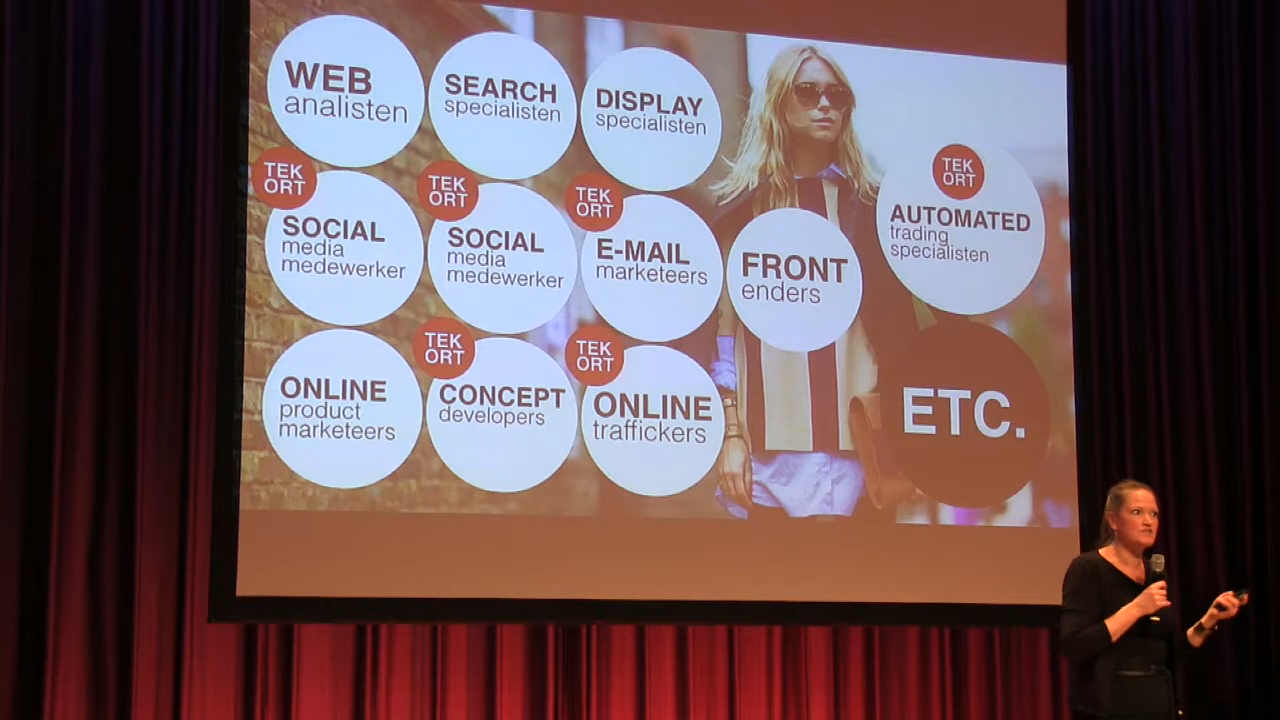 WEB
analisten
SEARCH
specialisten
DISPLAY
specialisten
TEK
ORT
SOCIAL
media
medewerker
TEK
ORT
SOCIAL
media
medewerker
TEK
ORT
E-MAIL
marketeers
FRONT
enders
TEK
ORT
AUTOMATED
trading
specialisten
ONLINE
product
marketeers
TEK
ORT
CONCEPT
developers
TEK
ORT
ONLINE
traffickers
ETC.